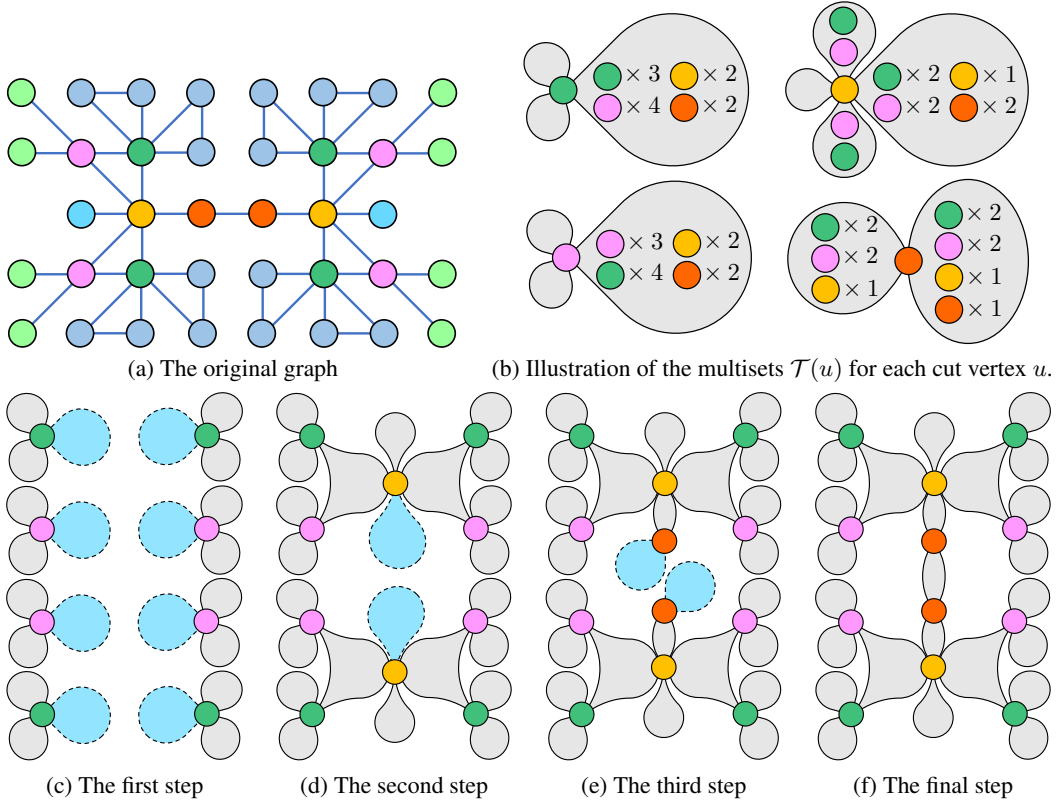 × 3 × 2
× 4 × 2
× 2 × 1
× 2 × 2
× 3 × 2
× 4 × 2
× 2
× 2
× 1
× 2
× 2
× 1
× 1
(a) The original graph
(b) Illustration of the multisets 𝒯(u) for each cut vertex u.
(c) The first step
(d) The second step
(e) The third step
(f) The final step